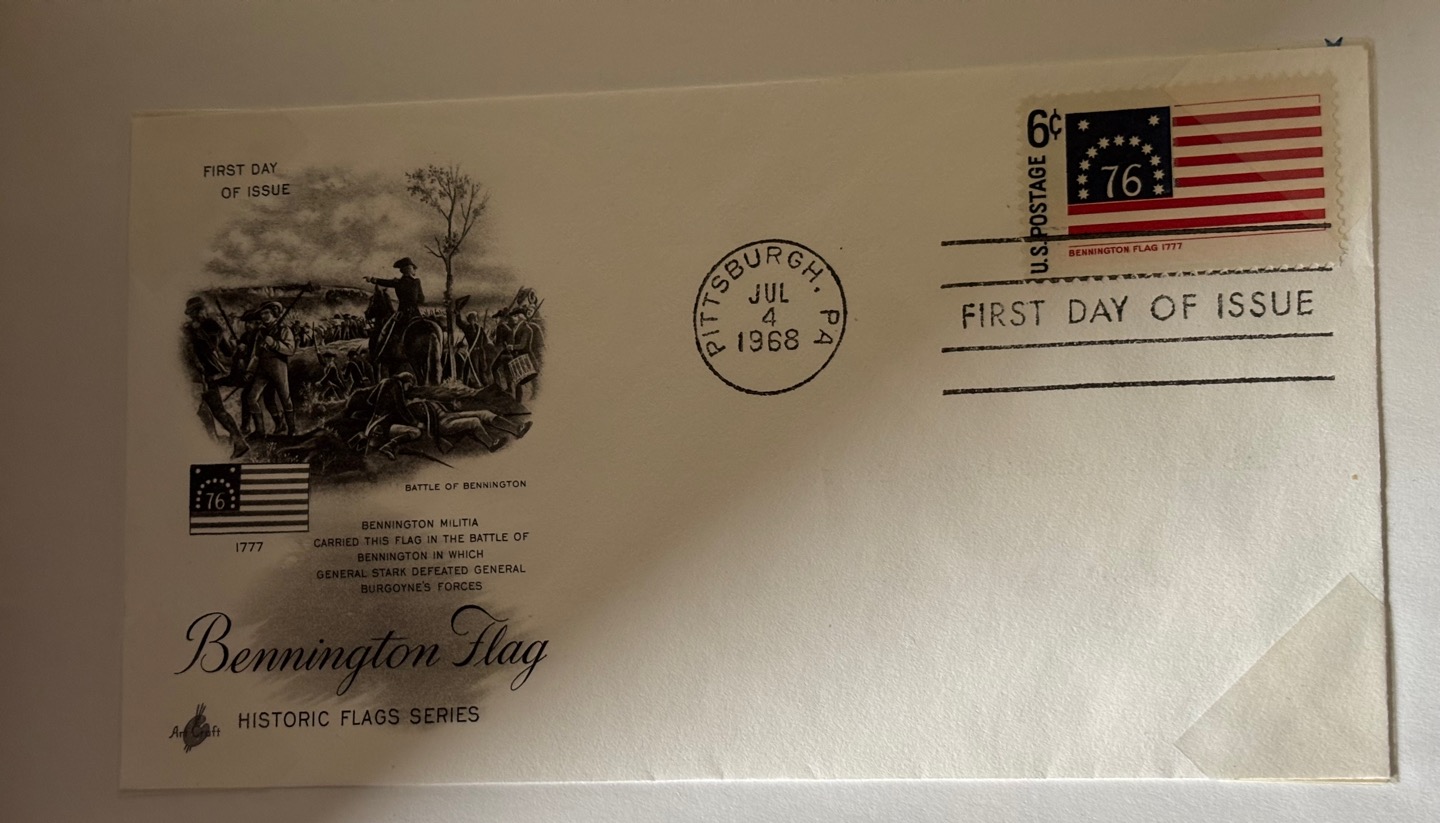 FIRST DAY
OF ISSUE
BATTLE OF BENNINGTON
76
1777
BENNINGTON MILITIA
CARRIED THIS FLAG IN THE BATTLE OF
BENNINGTON IN WHICH
GENERAL STARK DEFEATED GENERAL
BURGOYNE'S FORCES
Bennington Flag
ArtCraft
HISTORIC FLAGS SERIES
PITTSBURGH, PA
JUL
4
1968
6¢
U.S. POSTAGE
76
BENNINGTON FLAG 1777
FIRST DAY OF ISSUE